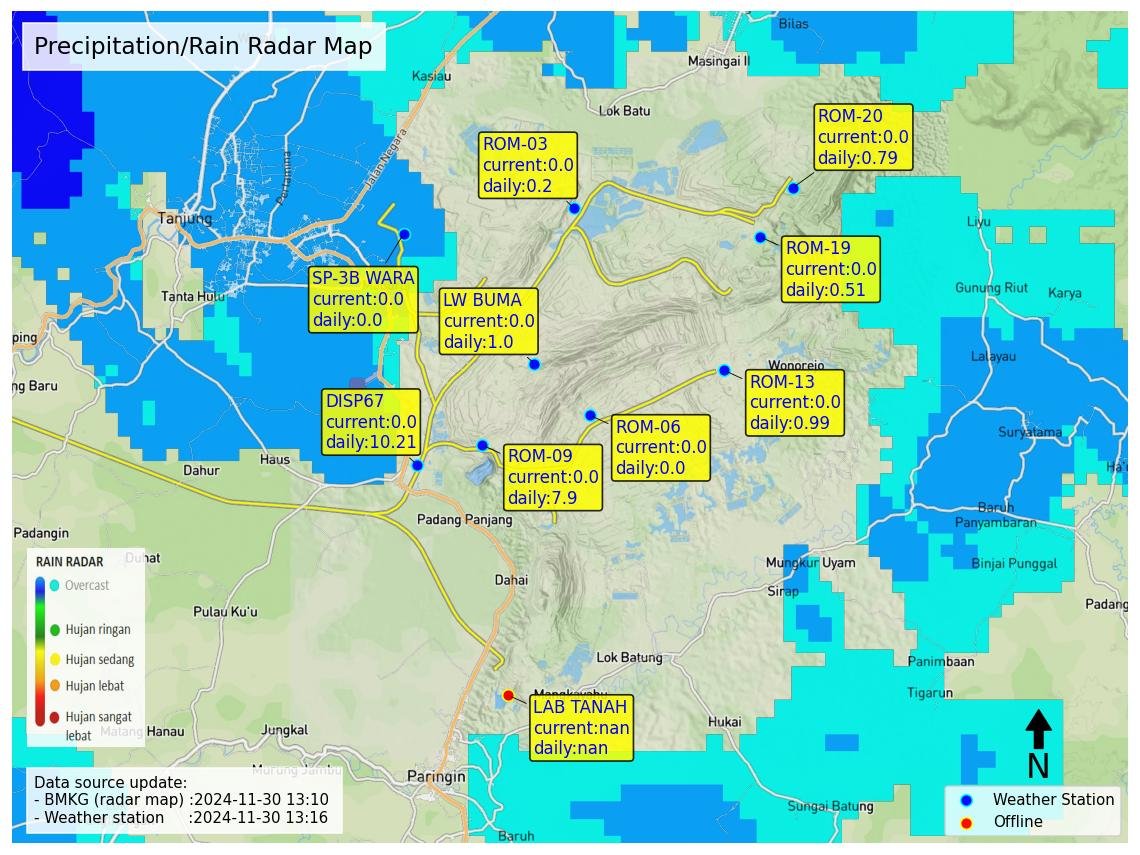 Precipitation/Rain Radar Map
Bilas
Masingai II
Kasiau
Lok Batu
ROM-20
current:0.0
daily:0.79
ROM-03
current:0.0
daily:0.2
Jalan Negara
Pertamina
Tanjung
Liyu
ROM-19
current:0.0
daily:0.51
SP-3B WARA
current:0.0
daily:0.0
LW BUMA
current:0.0
daily:1.0
Tanta Hulu
Gunung Riut
Karya
ping
Lalayau
Wonorejo
ng Baru
ROM-13
current:0.0
daily:0.99
DISP67
current:0.0
daily:10.21
ROM-06
current:0.0
daily:0.0
Suryatama
ROM-09
current:0.0
daily:7.9
Dahur
Haus
Ha'u
Padang Panjang
Baruh
Panyambaran
Padangin
Duhat
Mungkur Uyam
Binjai Punggal
RAIN RADAR
Overcast
Hujan ringan
Hujan sedang
Hujan lebat
Hujan sangat
lebat
Dahai
Sirap
Padang
Pulau Ku'u
Lok Batung
Panimbaan
Tigarun
Mangkayahu
LAB TANAH
current:nan
daily:nan
Hukai
Matang Hanau
Jungkal
Murung Jambu
Paringin
N
Data source update:
- BMKG (radar map) :2024-11-30 13:10
- Weather station :2024-11-30 13:16
Sungai Batung
Baruh
Weather Station
Offline